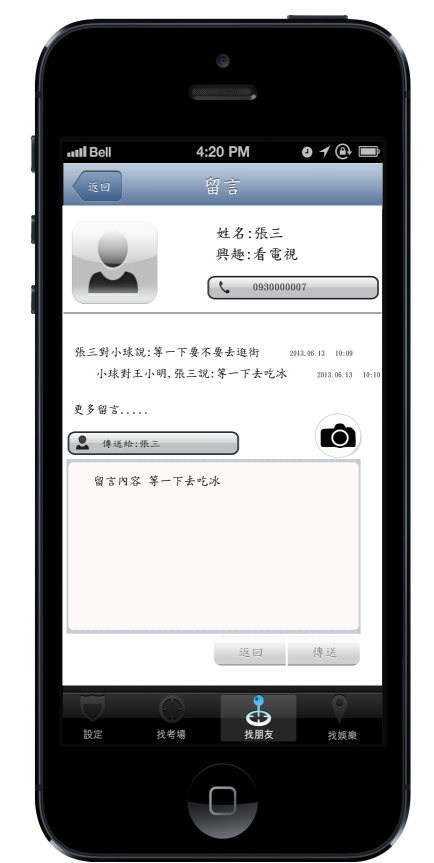 Bell 4:20 PM
返回 留言
姓名:張三
興趣:看電視
0930000007
張三對小球說:等一下要不要去逛街 2013.06.13 10:09
小球對王小明,張三說:等一下去吃冰 2013.06.13 10:10
更多留言.....
傳送給:張三
留言內容 等一下去吃冰
返回 傳送
設定 找考場 找朋友 找娛樂